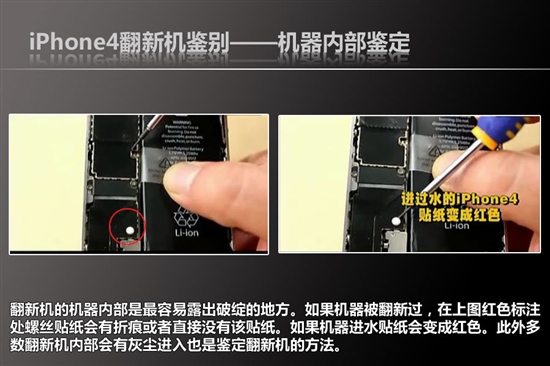 iPhone4翻新机鉴别——机器内部鉴定
WARNING
Li-ion
Li-ion
进过水的iPhone4
贴纸变成红色
翻新机的机器内部是最容易露出破绽的地方。如果机器被翻新过，在上图红色标注
处螺丝贴纸会有折痕或者直接没有该贴纸。如果机器进水贴纸会变成红色。此外多
数翻新机内部会有灰尘进入也是鉴定翻新机的方法。